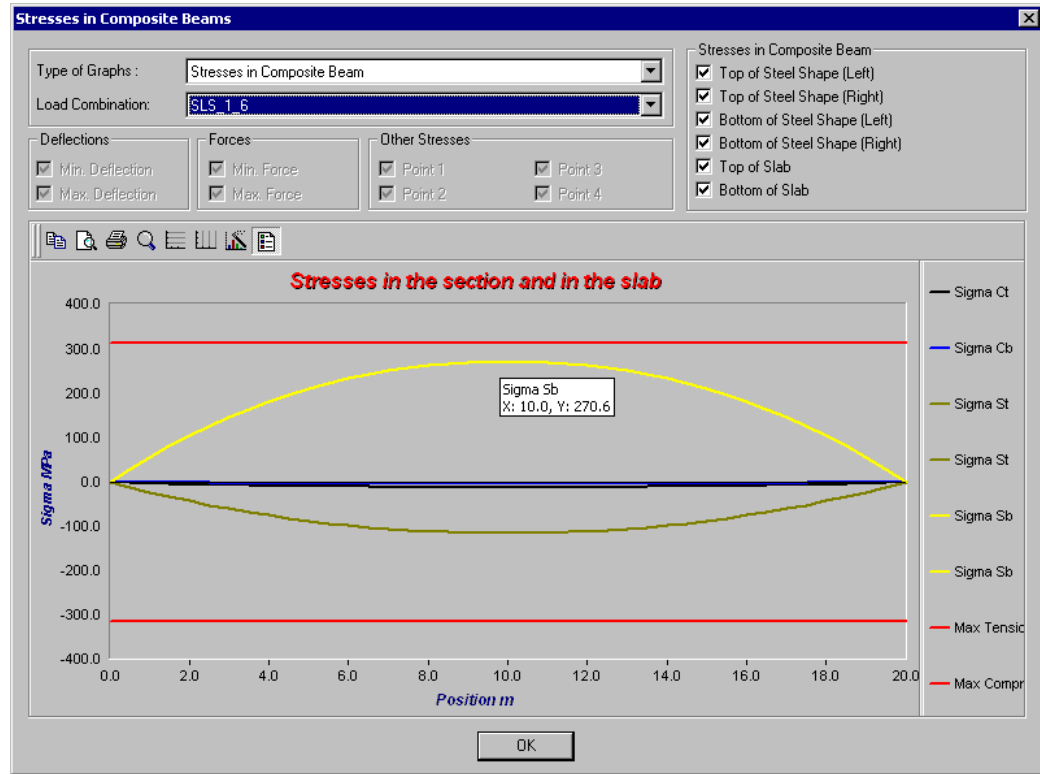 Stresses in Composite Beams
Type of Graphs :
Stresses in Composite Beam
Load Combination:
SLS_1_6
Stresses in Composite Beam
Top of Steel Shape (Left)
Top of Steel Shape (Right)
Bottom of Steel Shape (Left)
Bottom of Steel Shape (Right)
Top of Slab
Bottom of Slab
Deflections
Min. Deflection
Max. Deflection
Forces
Min. Force
Max. Force
Other Stresses
Point 1
Point 3
Point 2
Point 4
Stresses in the section and in the slab
400.0
300.0
200.0
100.0
0.0
-100.0
-200.0
-300.0
-400.0
Sigma MPa
Sigma Sb
X: 10.0, Y: 270.6
0.0 2.0 4.0 6.0 8.0 10.0 12.0 14.0 16.0 18.0 20.0
Position m
Sigma Ct
Sigma Cb
Sigma St
Sigma St
Sigma Sb
Sigma Sb
Max Tensic
Max Compr
OK